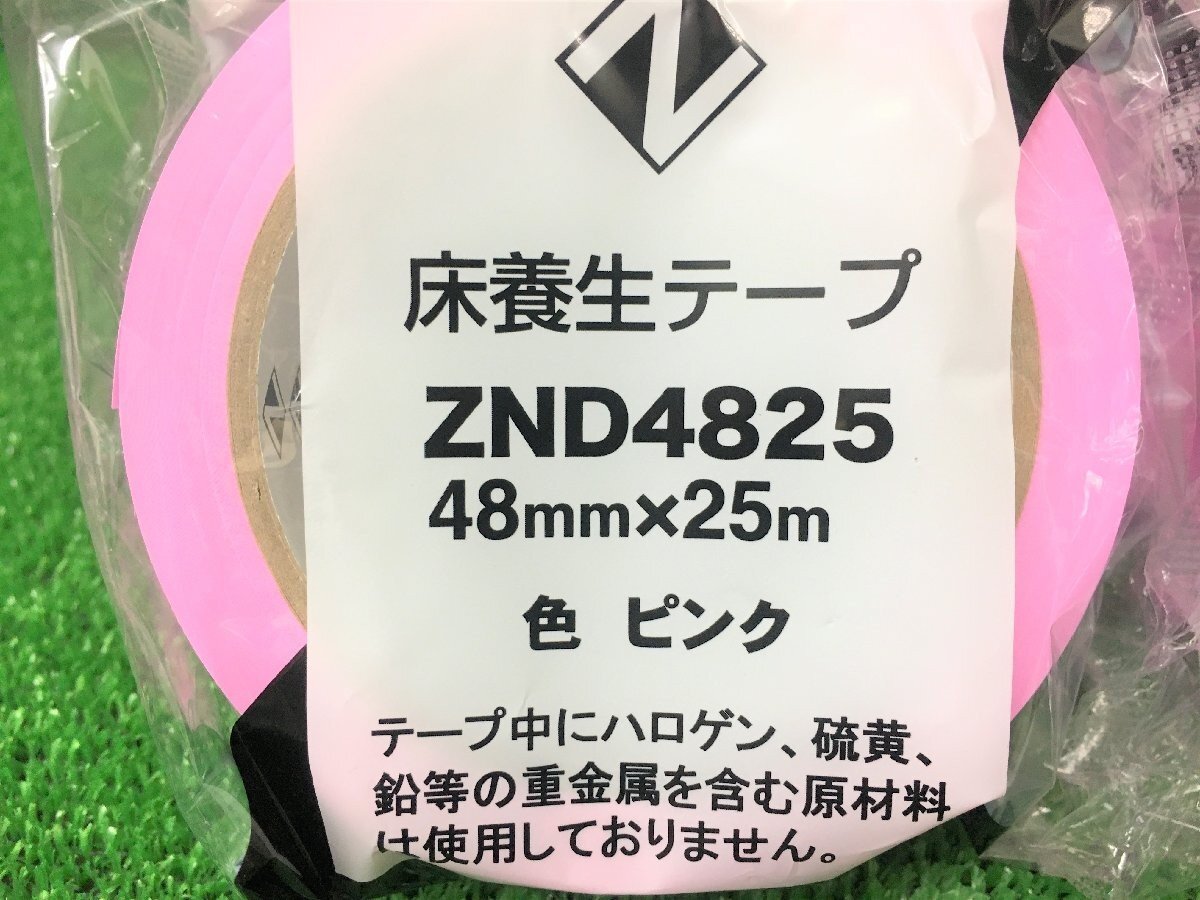 床養生テープ
ZND4825
48mm×25m
色 ピンク
テープ中にハロゲン、硫黄、
鉛等の重金属を含む原材料
は使用しておりません。